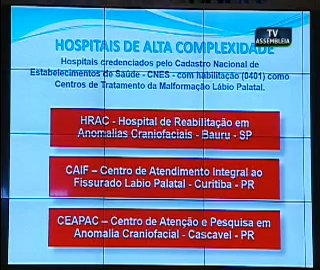 TV
ASSEMBLEIA
HOSPITAIS DE ALTA COMPLEXIDADE
Hospitais credenciados pelo Cadastro Nacional de
Estabelecimentos de Saúde - CNES - com habilitação (0401) como
Centros de Tratamento da Malformação Lábio Palatal.
HRAC - Hospital de Reabilitação em
Anomalias Craniofaciais - Bauru - SP
CAIF – Centro de Atendimento Integral ao
Fissurado Labio Palatal - Curitiba - PR
CEAPAC – Centro de Atenção e Pesquisa em
Anomalia Craniofacial - Cascavel - PR